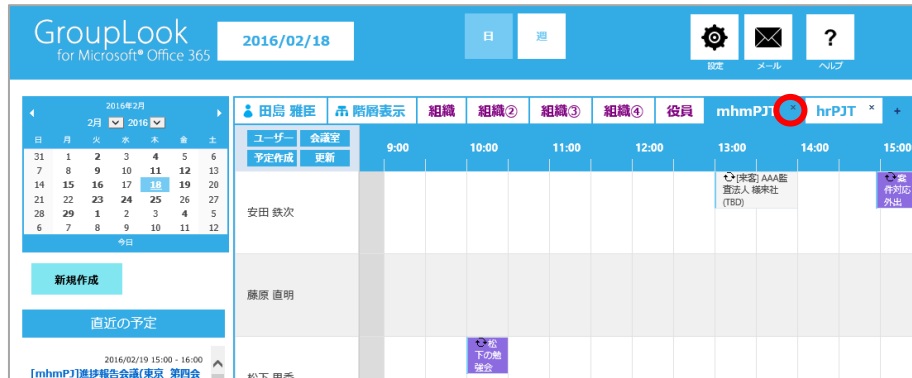 GroupLook
for Microsoft® Office 365
2016/02/18
日 週
設定 メール ? ヘルプ
2016年2月
2月 2016
日 月 火 水 木 金 土
31 1 2 3 4 5 6
7 8 9 10 11 12 13
14 15 16 17 18 19 20
21 22 23 24 25 26 27
28 29 1 2 3 4 5
6 7 8 9 10 11 12
今日
新規作成
直近の予定
2016/02/19 15:00 - 16:00
[mhmPJ]進捗報告会議(東京 第四会
田島 雅臣 階層表示 組織 組織② 組織③ 組織④ 役員 mhmPJT × hrPJT × +
ユーザー 会議室
予定作成 更新
9:00 10:00 11:00 12:00 13:00 14:00 15:00
安田 鉄次
[来客] AAA監
査法人 様来社
(TBD)
案
件対応
外出
藤原 直明
松
下の勉
強会
松下 里香